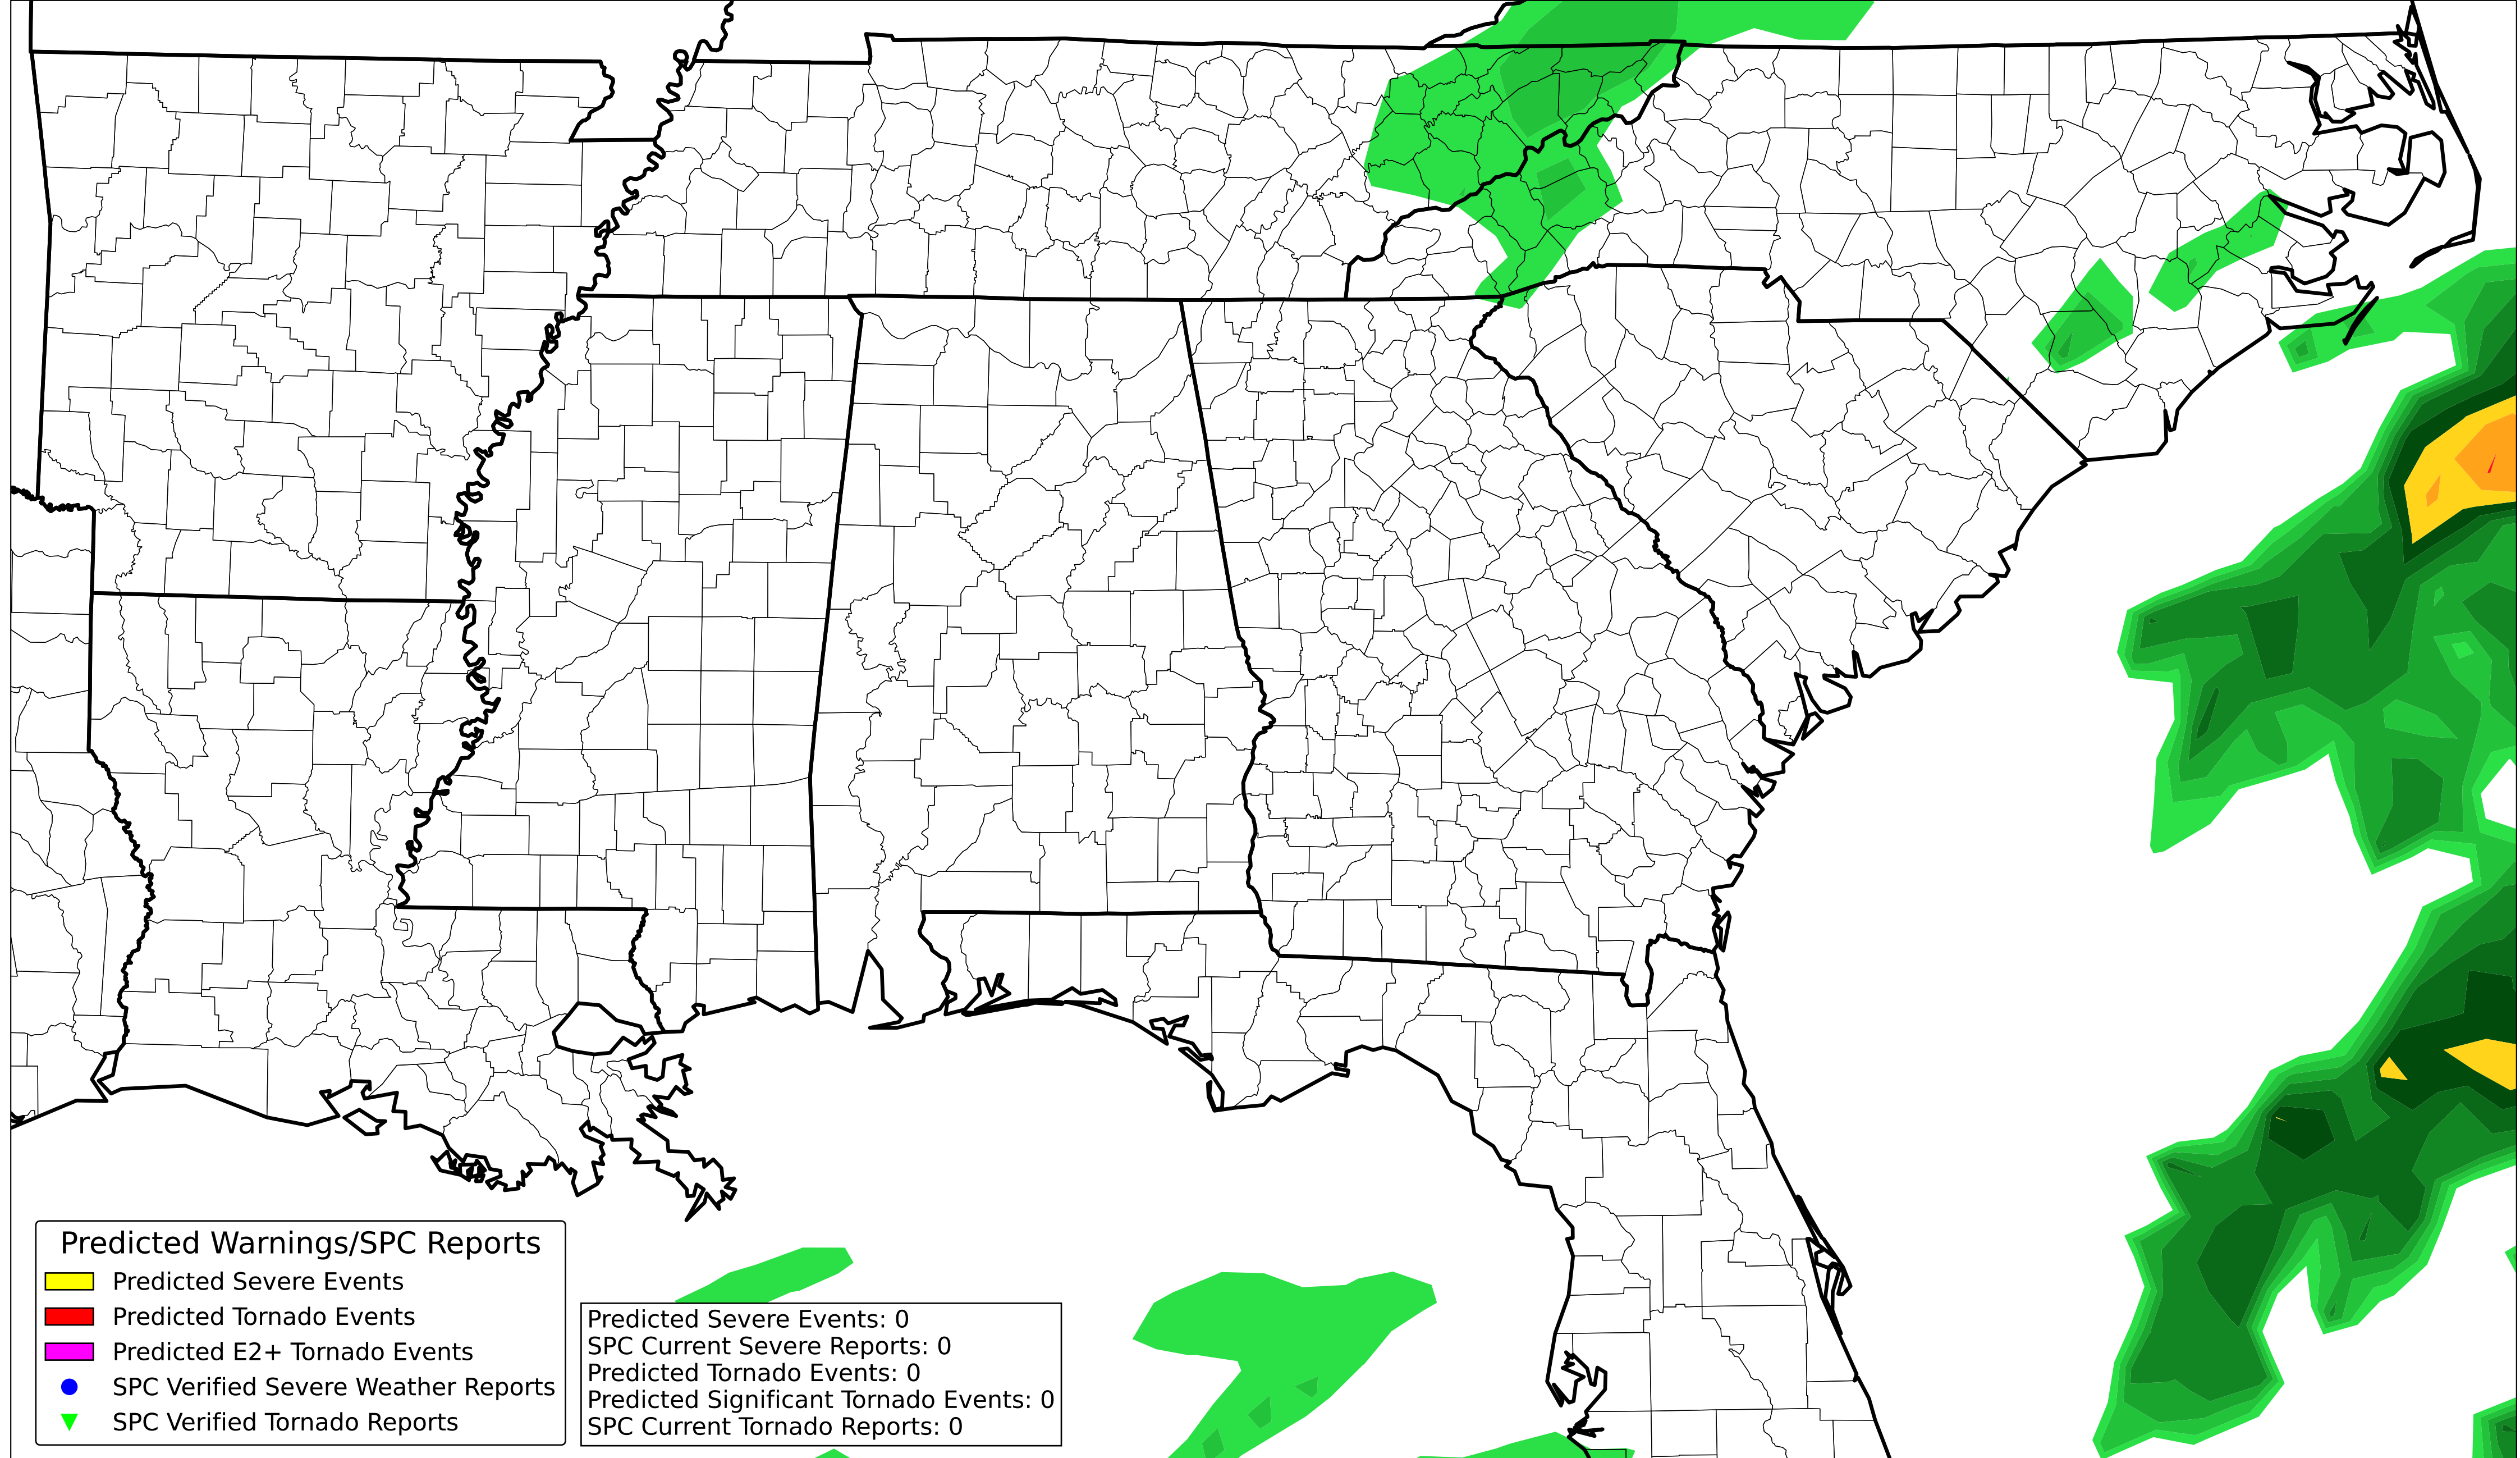 Predicted Warnings/SPC Reports
Predicted Severe Events
Predicted Tornado Events
Predicted E2+ Tornado Events
SPC Verified Severe Weather Reports
SPC Verified Tornado Reports
Predicted Severe Events: 0
SPC Current Severe Reports: 0
Predicted Tornado Events: 0
Predicted Significant Tornado Events: 0
SPC Current Tornado Reports: 0